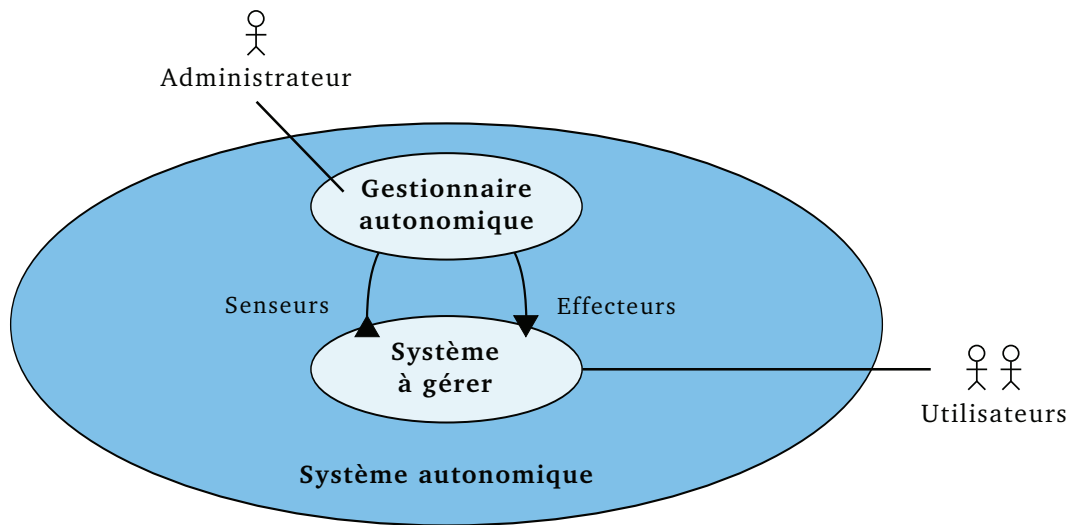 Administrateur
Gestionnaire
autonomique
Senseurs
Effecteurs
Système
à gérer
Utilisateurs
Système autonomique